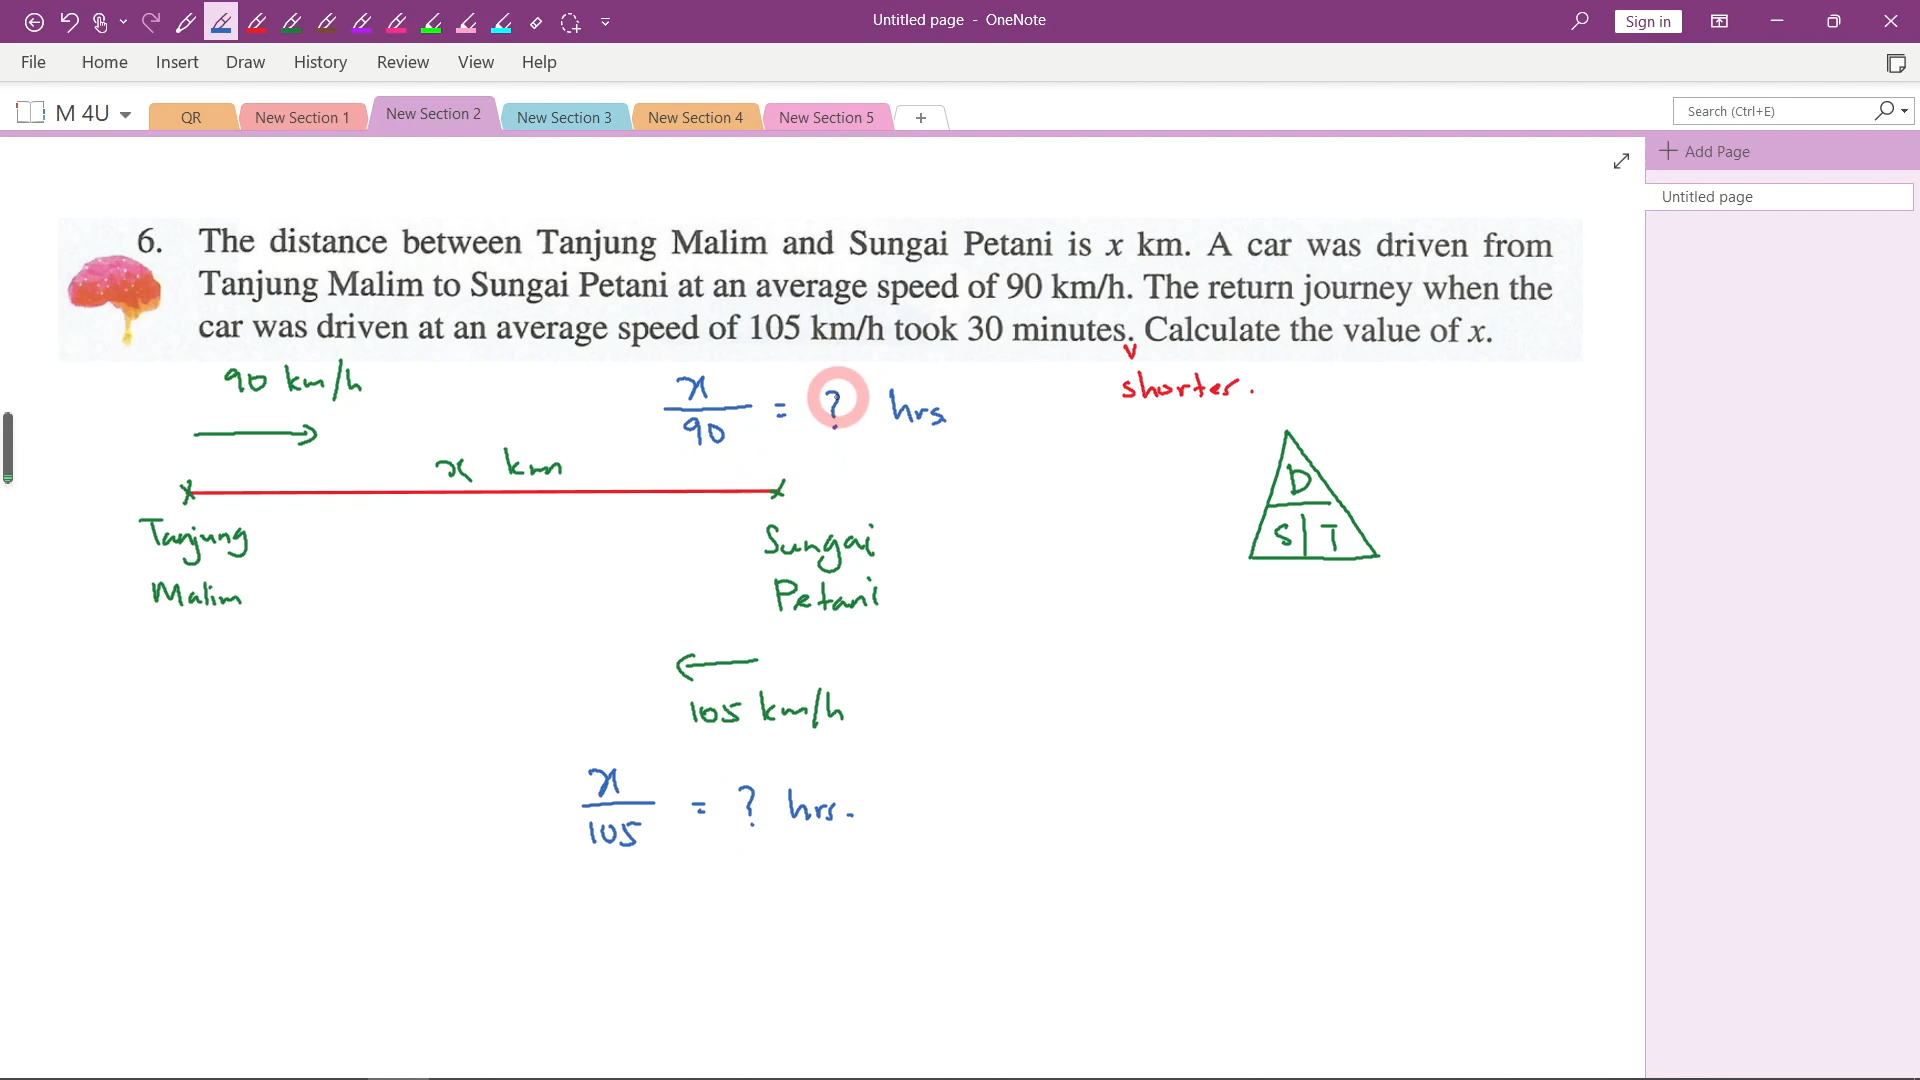 Untitled page - OneNote
Sign in
File Home Insert Draw History Review View Help
M 4U
QR
New Section 1
New Section 2
New Section 3
New Section 4
New Section 5
+
Search (Ctrl+E)
Add Page
Untitled page
6. The distance between Tanjung Malim and Sungai Petani is x km. A car was driven from
Tanjung Malim to Sungai Petani at an average speed of 90 km/h. The return journey when the
car was driven at an average speed of 105 km/h took 30 minutes. Calculate the value of x.
v
shorter.
90 km/h
x/90 = ? hrs
x km
D
S T
Tanjung
Malim
Sungai
Petani
105 km/h
x/105 = ? hrs.